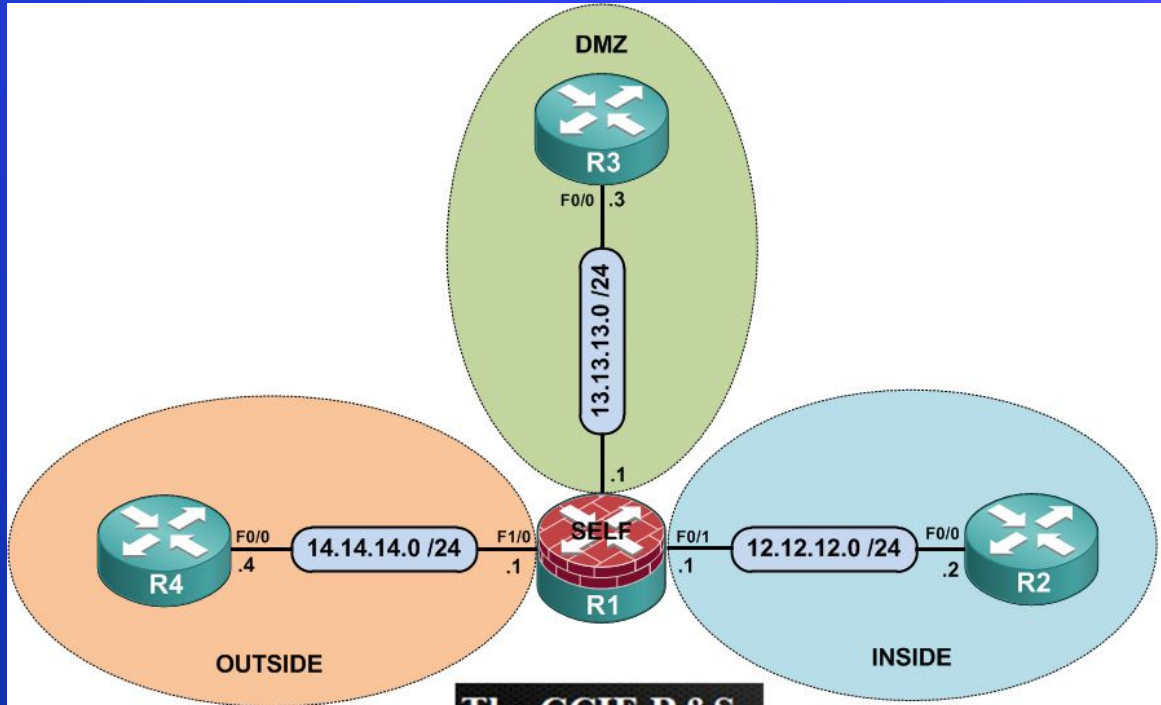 DMZ
R3
F0/0 .3
13.13.13.0 /24
.1
SELF
R4
F0/0
.4
14.14.14.0 /24
F1/0
.1
R1
F0/1
.1
12.12.12.0 /24
F0/0
.2
R2
OUTSIDE
INSIDE
The CCIE R&S